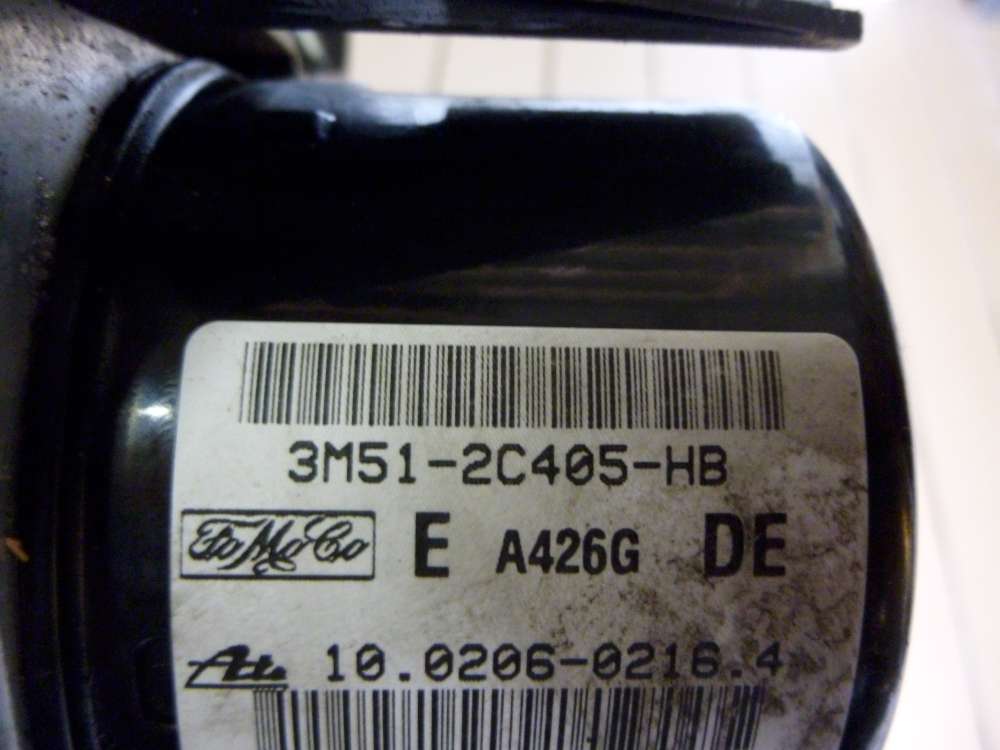 3M51-2C405-HB
FoMoCo E A426G DE
Ate 10.0206-0216.4